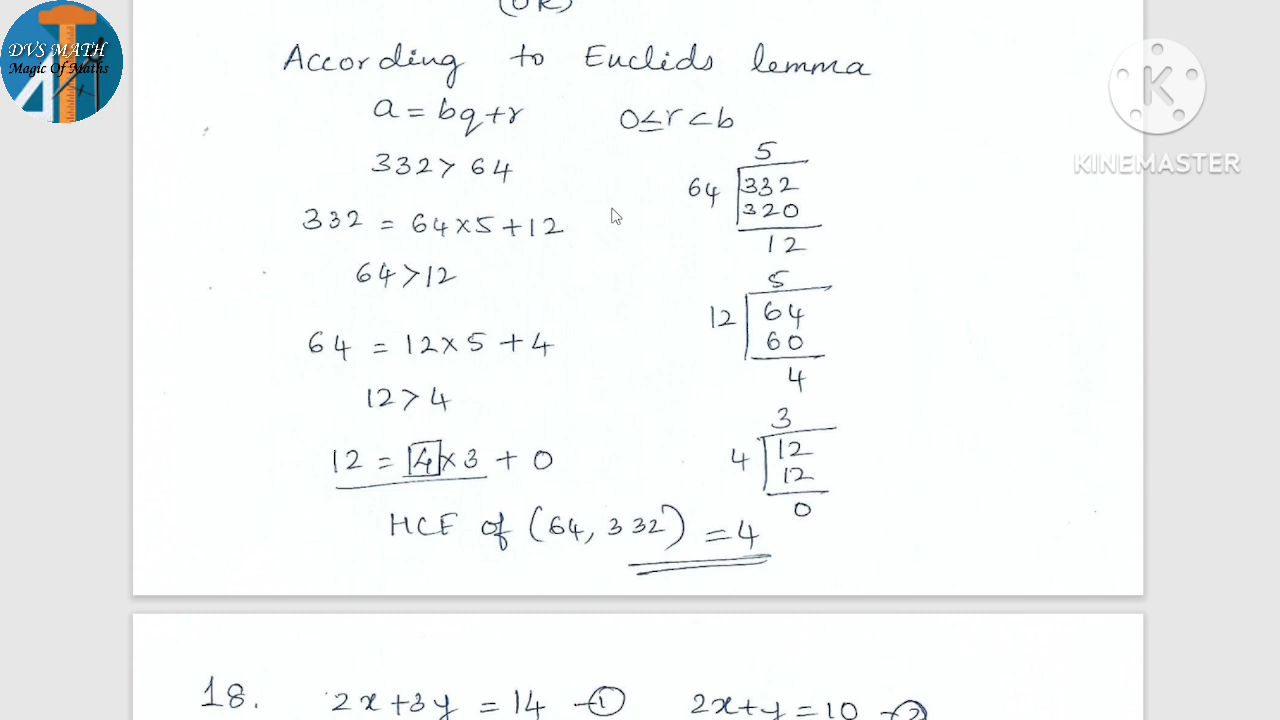 (OR)
DVS MATH
Magic Of Maths
KINEMASTER
According to Euclids lemma
a = bq+r 0≤r<b
332 > 64
332 = 64×5+12
64>12
64 = 12×5+4
12>4
12 = 4×3+0
HCF of (64, 332) = 4
5
64 332
320
12
5
12 64
60
4
3
4 12
12
0
18. 2x+3y = 14 -① 2x+y=10 -②